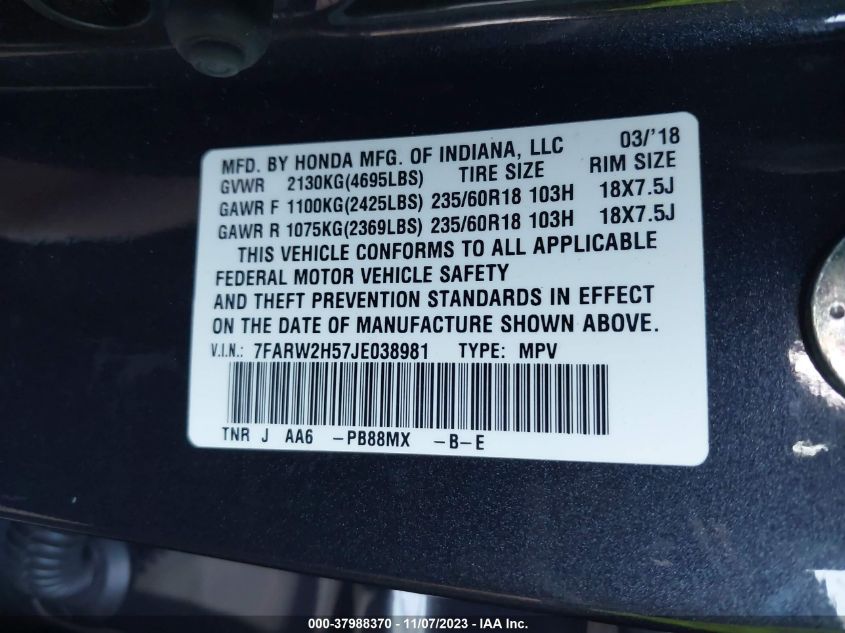 MFD. BY HONDA MFG. OF INDIANA, LLC 03/'18
GVWR 2130KG(4695LBS) TIRE SIZE RIM SIZE
GAWR F 1100KG(2425LBS) 235/60R18 103H 18X7.5J
GAWR R 1075KG(2369LBS) 235/60R18 103H 18X7.5J
THIS VEHICLE CONFORMS TO ALL APPLICABLE
FEDERAL MOTOR VEHICLE SAFETY
AND THEFT PREVENTION STANDARDS IN EFFECT
ON THE DATE OF MANUFACTURE SHOWN ABOVE.
V.I.N.: 7FARW2H57JE038981 TYPE: MPV
TNR J AA6 -PB88MX -B-E
000-37988370 - 11/07/2023 - IAAI.com